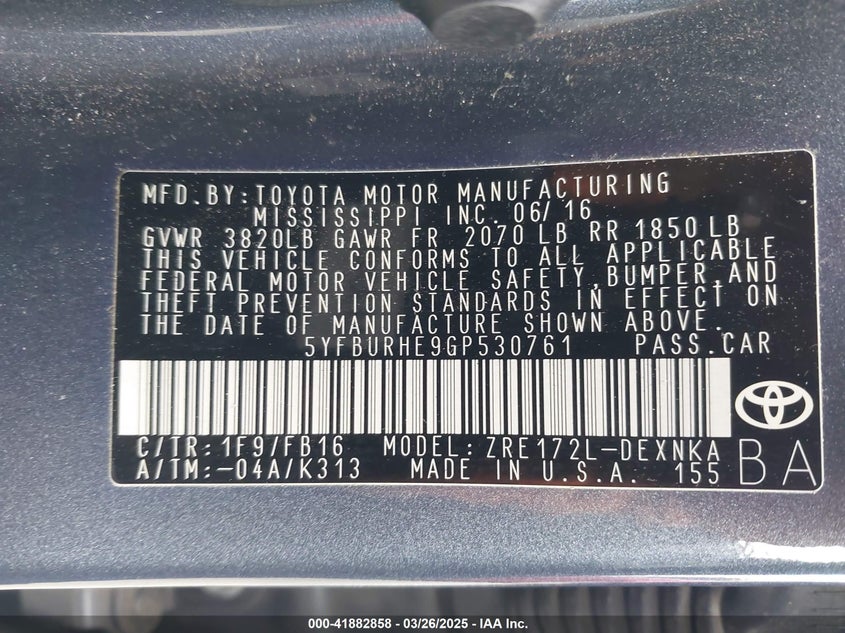 MFD.BY:TOYOTA MOTOR MANUFACTURING
MISSISSIPPI INC. 06/16
GVWR 3820LB GAWR FR 2070 LB RR 1850 LB
THIS VEHICLE CONFORMS TO ALL APPLICABLE
FEDERAL MOTOR VEHICLE SAFETY,BUMPER,AND
THEFT PREVENTION STANDARDS IN EFFECT ON
THE DATE OF MANUFACTURE SHOWN ABOVE.
5YFBURHE9GP530761 PASS.CAR
C/TR: 1F9/FB16 MODEL: ZRE172L-DEXNKA
A/TM:-04A/K313 MADE IN U.S.A. 155
BA
000-41882858 - 03/26/2025 - IAA Inc.